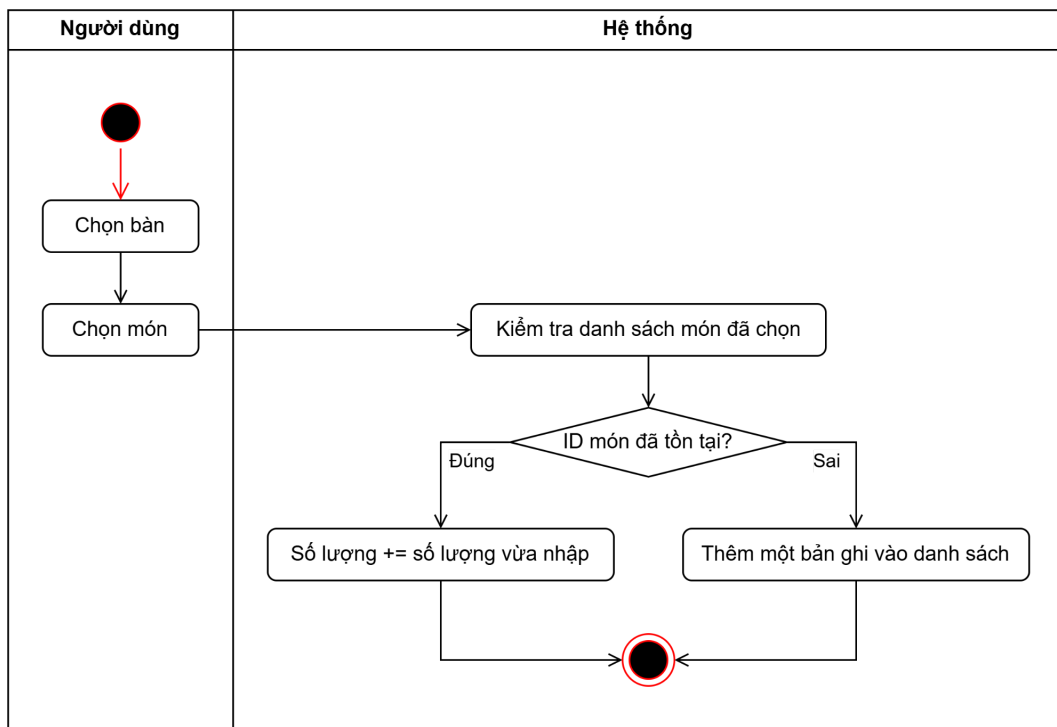 Người dùng
Hệ thống
Chọn bàn
Chọn món
Kiểm tra danh sách món đã chọn
ID món đã tồn tại?
Đúng
Sai
Số lượng += số lượng vừa nhập
Thêm một bản ghi vào danh sách